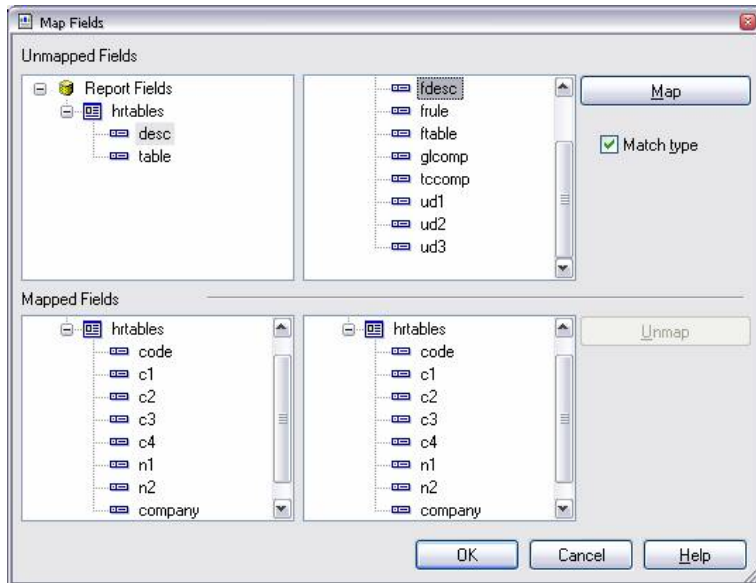 Map Fields
Unmapped Fields
Report Fields
hrtables
desc
table
fdesc
frule
ftable
glcomp
tccomp
ud1
ud2
ud3
Map
Match type
Mapped Fields
hrtables
code
c1
c2
c3
c4
n1
n2
company
hrtables
code
c1
c2
c3
c4
n1
n2
company
Unmap
OK
Cancel
Help